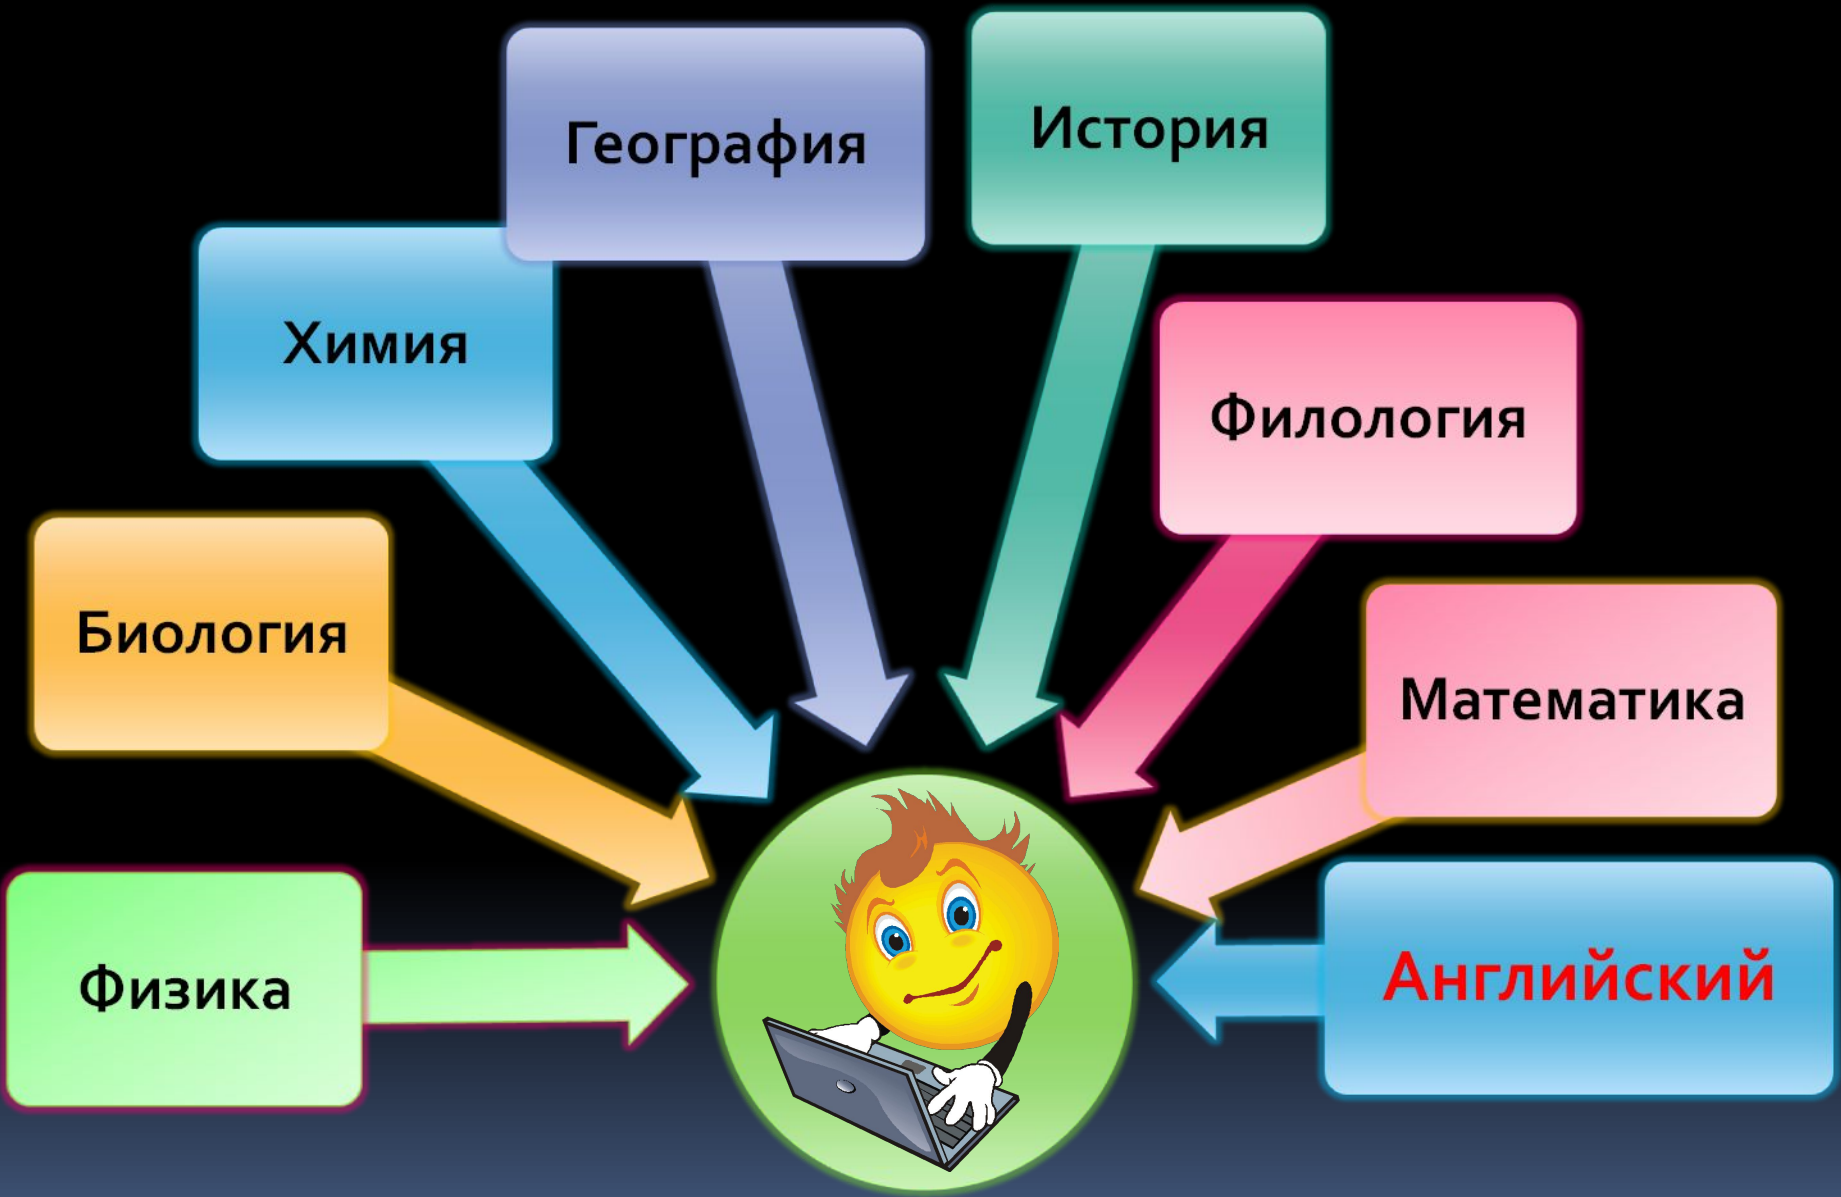 География
История
Химия
Филология
Биология
Математика
Физика
Английский